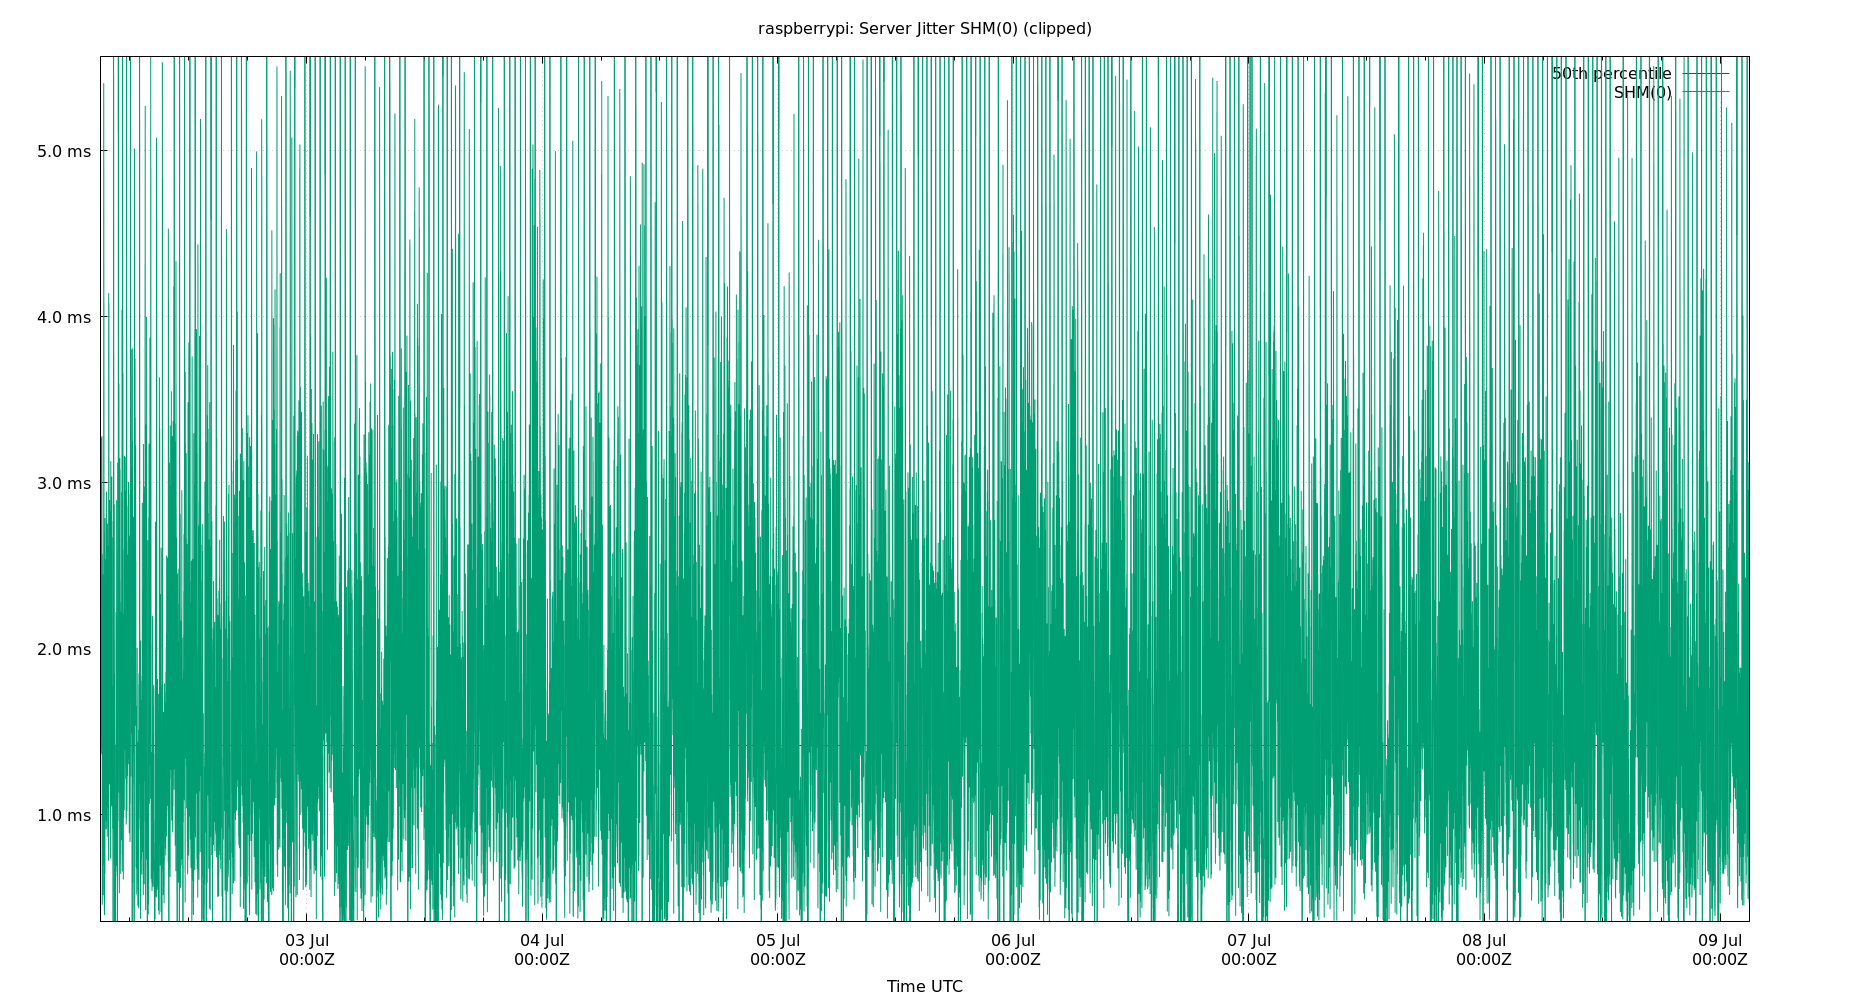 raspberrypi: Server Jitter SHM(0) (clipped)
50th percentile
SHM(0)
5.0 ms
4.0 ms
3.0 ms
2.0 ms
1.0 ms
03 Jul 04 Jul 05 Jul 06 Jul 07 Jul 08 Jul 09 Jul
00:00Z 00:00Z 00:00Z 00:00Z 00:00Z 00:00Z 00:00Z
Time UTC